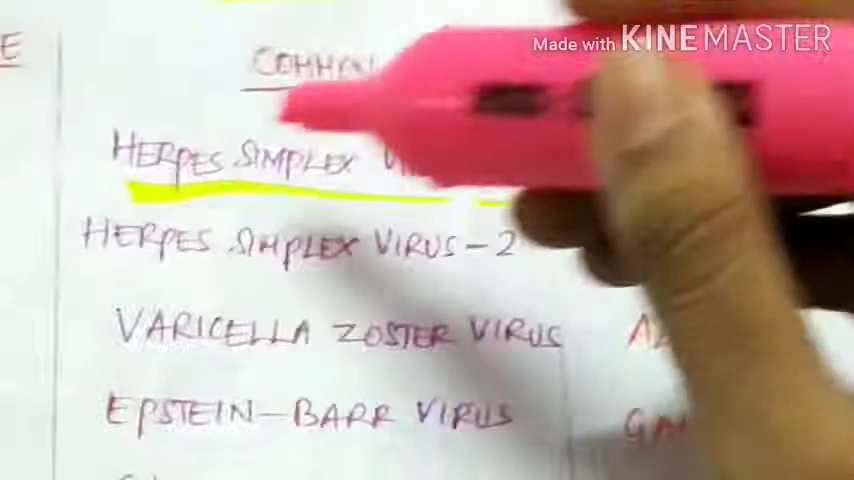 Made with KINEMASTER
HERPES SIMPLEX
HERPES SIMPLEX VIRUS-2
VARICELLA ZOSTER VIRUS
EPSTEIN-BARR VIRUS